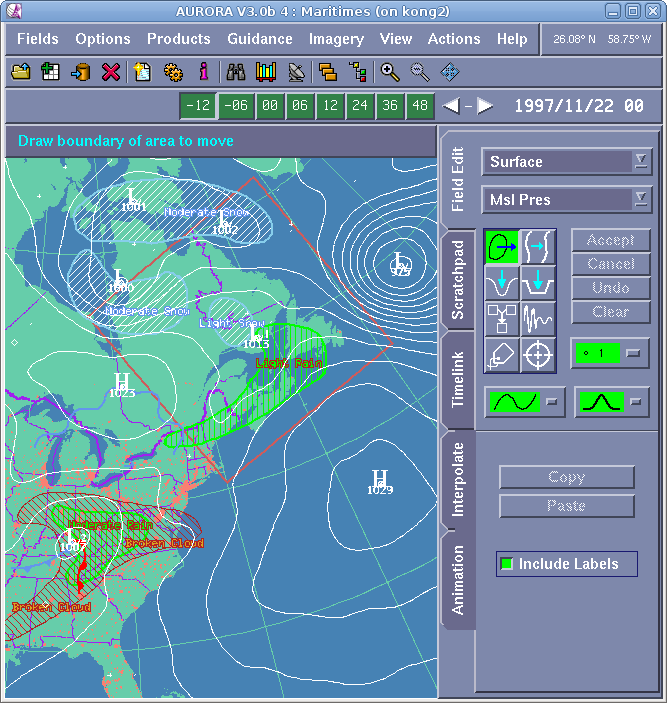 AURORA V3.0b 4 : Maritimes (on kong2)
Fields Options Products Guidance Imagery View Actions Help
26.08° N 58.75° W
-12 -06 00 06 12 24 36 48
1997/11/22 00
Draw boundary of area to move
L
1001
Moderate Snow
L
1002
L
975
L
1000
Moderate Snow
Light Snow
L
1013
Light Rain
H
1023
H
1029
Moderate Rain
Broken Cloud
L
Broken Cloud
Field Edit
Scratchpad
Timelink
Interpolate
Animation
Surface
Msl Pres
Accept
Cancel
Undo
Clear
1
Copy
Paste
Include Labels